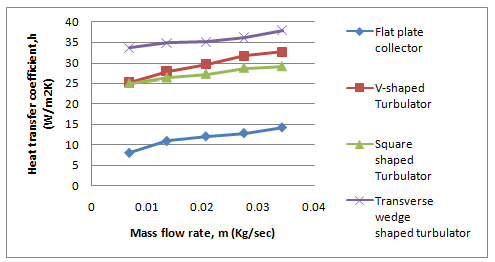 Heat transfer coefficient,h
(W/m2K)
40
35
30
25
20
15
10
5
0
0
0.01
0.02
0.03
0.04
Mass flow rate, m (Kg/sec)
Flat plate
collector
V-shaped
Turbulator
Square
shaped
Turbulator
Transverse
wedge
shaped turbulator